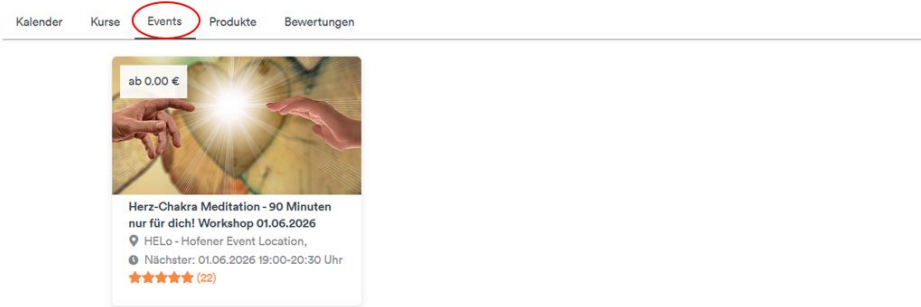 Kalender Kurse Events Produkte Bewertungen
ab 0.00 €
Herz-Chakra Meditation - 90 Minuten
nur für dich! Workshop 01.06.2026
HELo - Hofener Event Location,
Nächster: 01.06.2026 19:00-20:30 Uhr
(22)